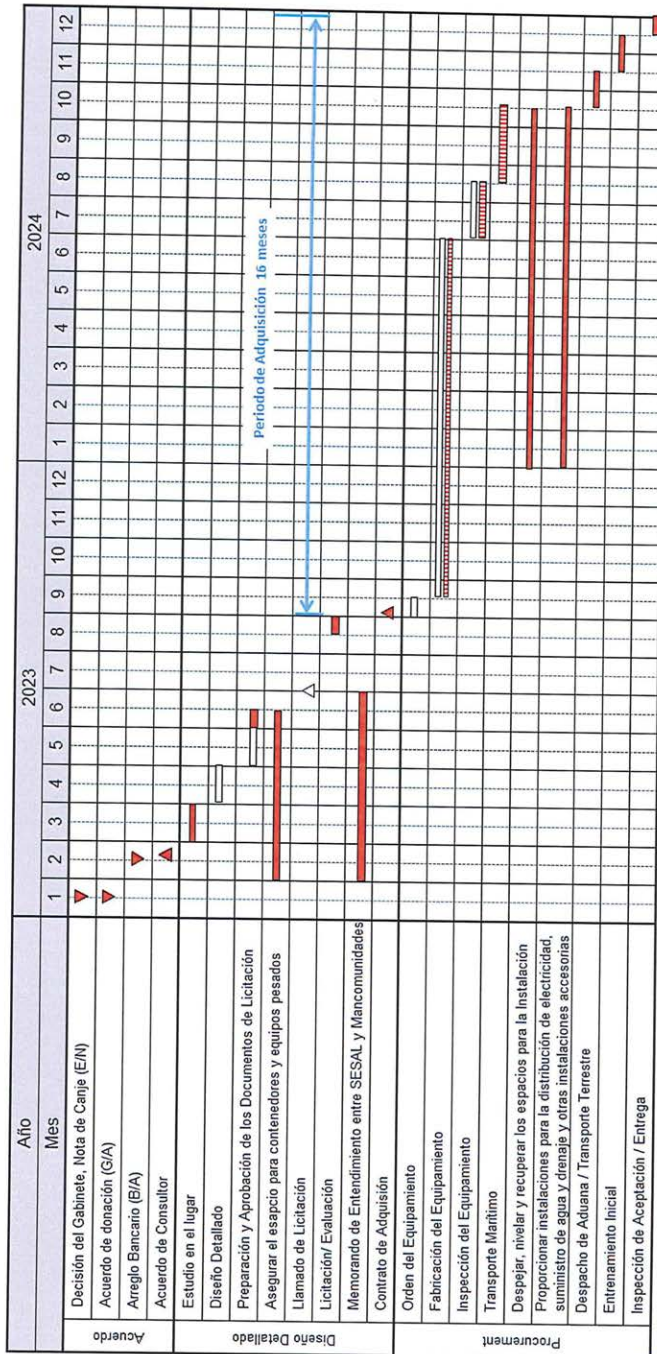 Año
2023
2024
Mes
1 2 3 4 5 6 7 8 9 10 11 12
1 2 3 4 5 6 7 8 9 10 11 12
Acuerdo
Decisión del Gabinete, Nota de Canje (E/N)
Acuerdo de donación (G/A)
Arreglo Bancario (B/A)
Acuerdo de Consultor
Diseño Detallado
Estudio en el lugar
Diseño Detallado
Preparación y Aprobación de los Documentos de Licitación
Asegurar el esapcio para contenedores y equipos pesados
Llamado de Licitación
Licitación/ Evaluación
Memorando de Entendimiento entre SESAL y Mancomunidades
Contrato de Adquisión
Periodo de Adquisición 16 meses
Procurement
Orden del Equipamiento
Fabricación del Equipamiento
Inspección del Equipamiento
Transporte Marítimo
Despejar, nivelar y recuperar los espacios para la Instalación
Proporcionar instalaciones para la distribución de electricidad,
suministro de agua y drenaje y otras instalaciones accesorias
Despacho de Aduana / Transporte Terrestre
Entrenamiento Inicial
Inspección de Aceptación / Entrega